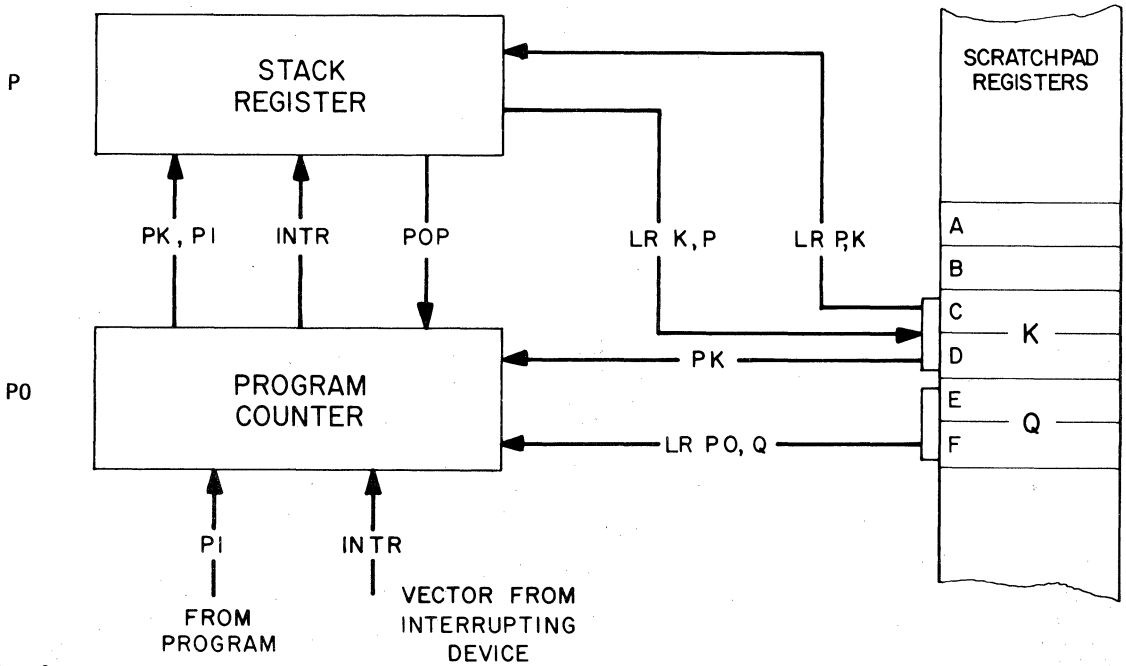 P
STACK
REGISTER
SCRATCHPAD
REGISTERS
PK, PI
INTR
POP
LR K,P
LR P,K
A
B
C
K
D
PK
P0
PROGRAM
COUNTER
E
Q
F
LR PO, Q
PI
INTR
FROM
PROGRAM
VECTOR FROM
INTERRUPTING
DEVICE